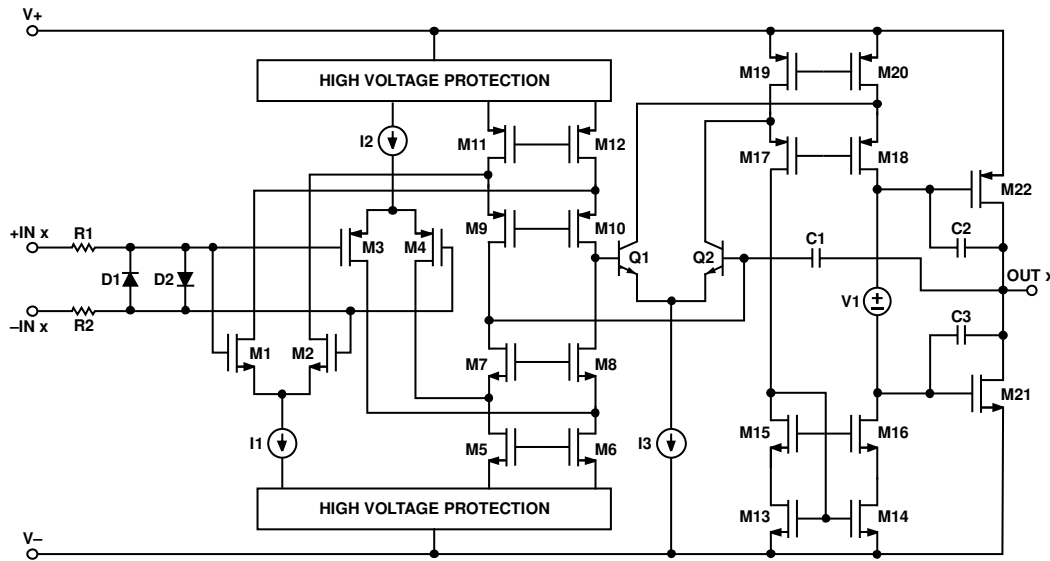 V+
HIGH VOLTAGE PROTECTION
M19
M20
I2
M11
M12
M17
M18
M22
+IN x
R1
M3
M4
M9
M10
C2
D1
D2
Q1
Q2
C1
OUT x
–IN x
R2
V1
C3
M1
M2
M7
M8
M21
I1
M5
M6
I3
M15
M16
HIGH VOLTAGE PROTECTION
M13
M14
V–